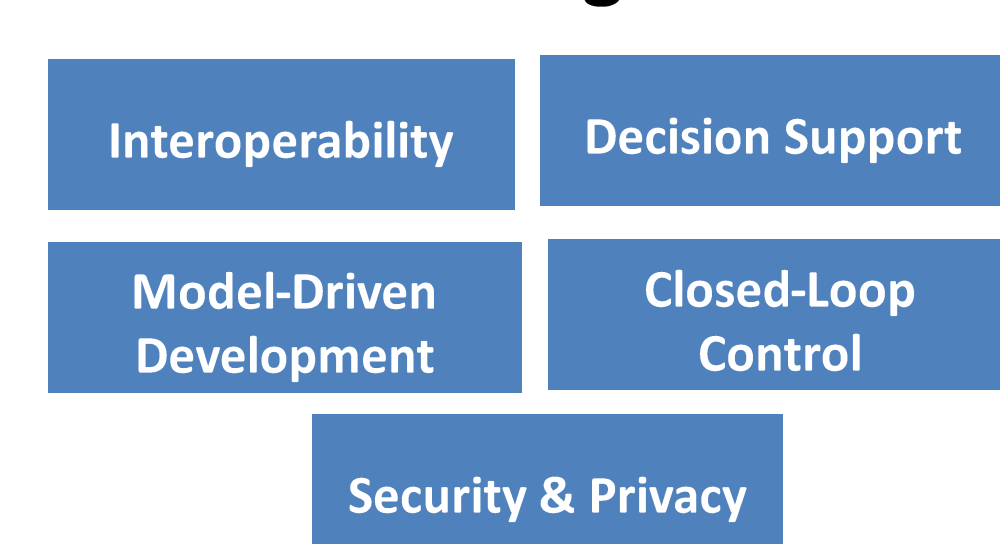 Interoperability
Decision Support
Model-Driven
Development
Closed-Loop
Control
Security & Privacy